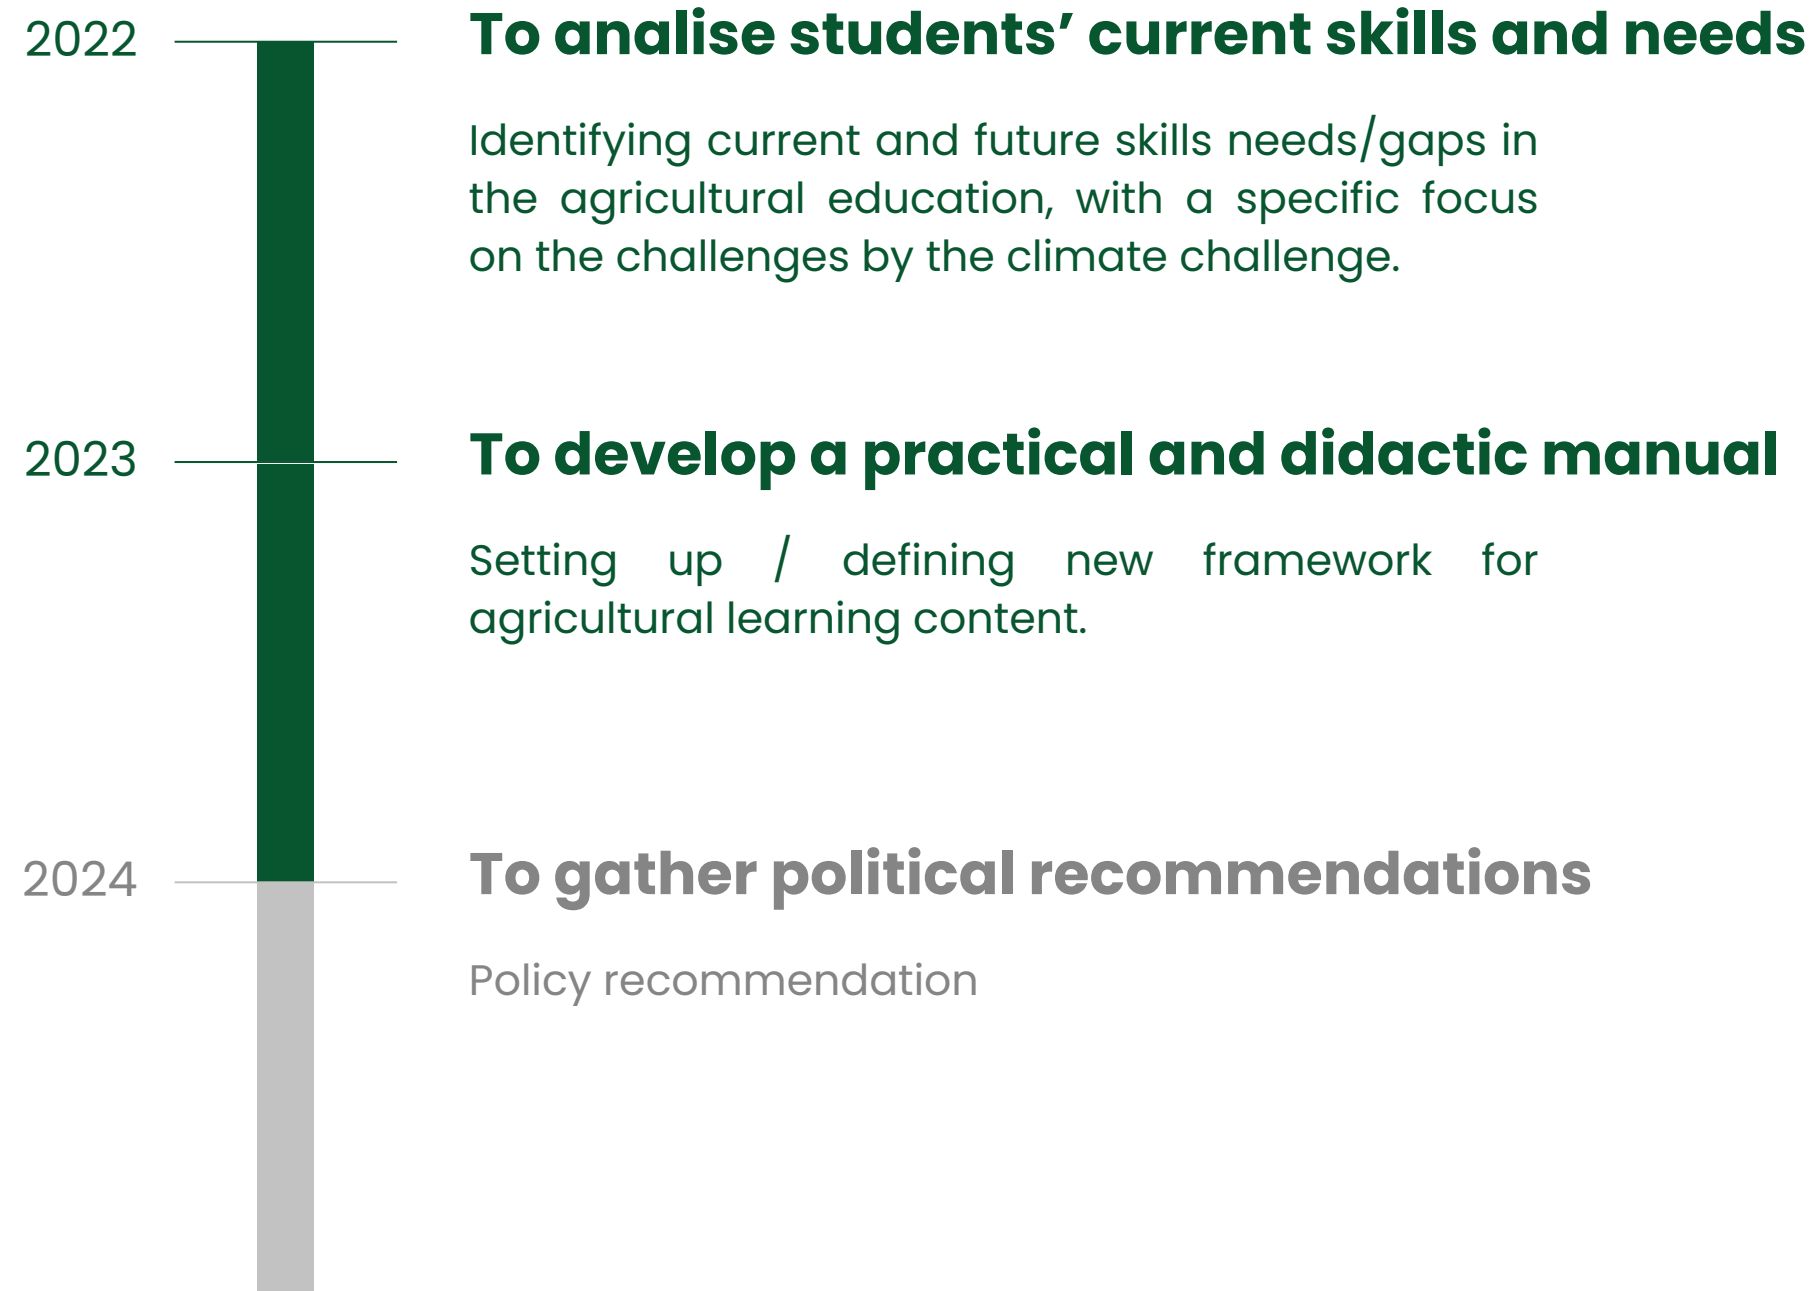 2022
To analise students’ current skills and needs
Identifying current and future skills needs/gaps in
the agricultural education, with a specific focus
on the challenges by the climate challenge.
2023
To develop a practical and didactic manual
Setting up / defining new framework for
agricultural learning content.
2024
To gather political recommendations
Policy recommendation